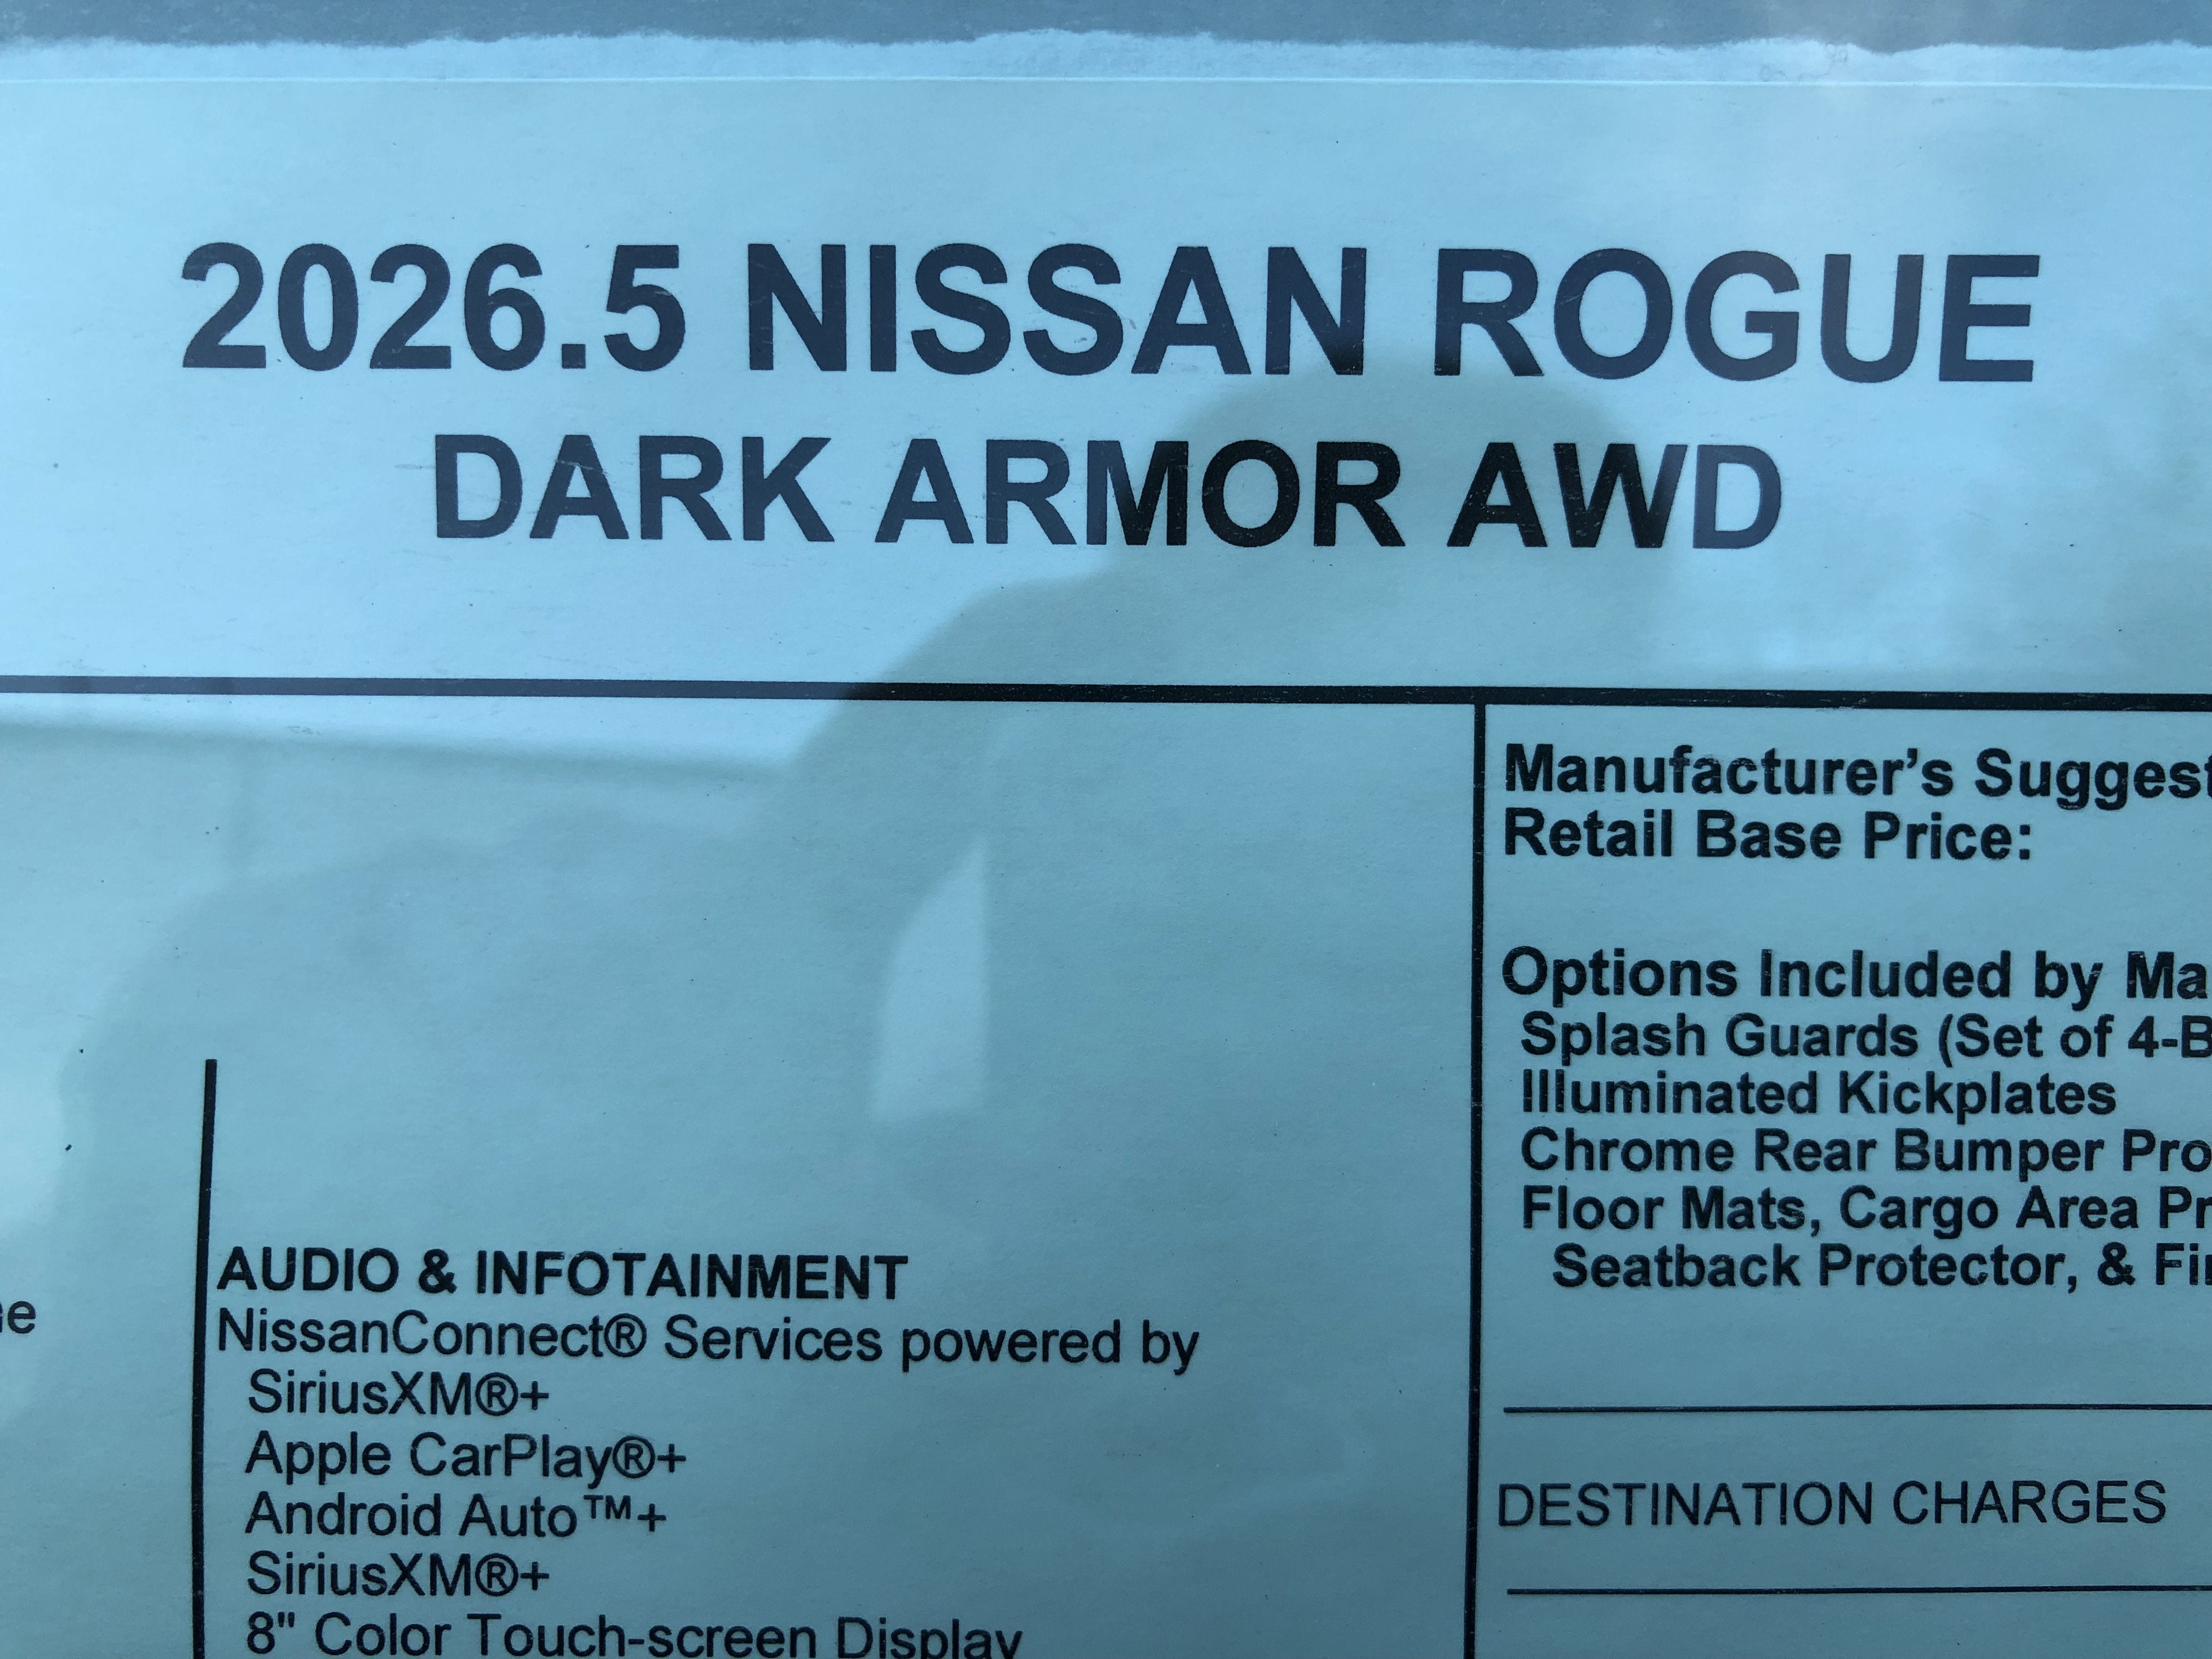 2026.5 NISSAN ROGUE
DARK ARMOR AWD
Manufacturer's Suggest
Retail Base Price:
Options Included by Ma
Splash Guards (Set of 4-B
Illuminated Kickplates
Chrome Rear Bumper Pro
Floor Mats, Cargo Area Pr
Seatback Protector, & Fi
DESTINATION CHARGES
AUDIO & INFOTAINMENT
NissanConnect® Services powered by
SiriusXM®+
Apple CarPlay®+
Android Auto™+
SiriusXM®+
8" Color Touch-screen Display